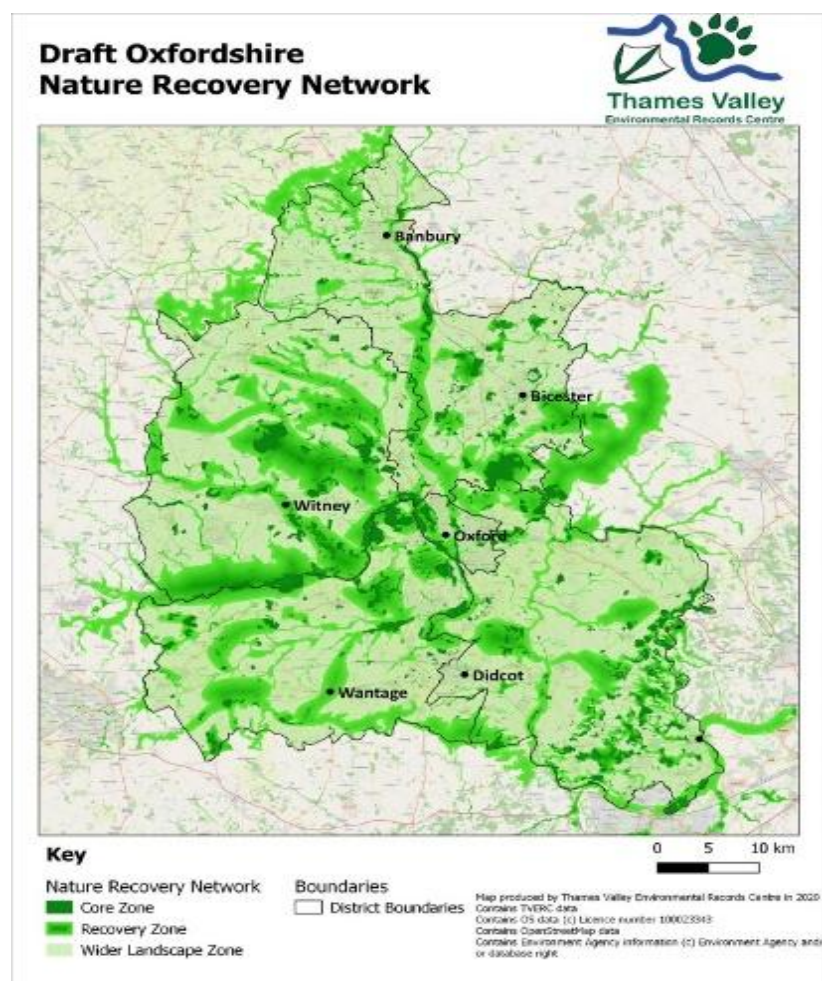 Draft Oxfordshire
Nature Recovery Network
Thames Valley
Environmental Records Centre
Banbury
Bicester
Witney
Oxford
Didcot
Wantage
Key
0 5 10 km
Nature Recovery Network
Core Zone
Recovery Zone
Wider Landscape Zone
Boundaries
District Boundaries
Map produced by Thames Valley Environmental Records Centre in 2020
Contains TVERC data
Contains OS data (c) Licence number 100023343
Contains OpenStreetMap data
Contains Environment Agency information (c) Environment Agency and/
or database right